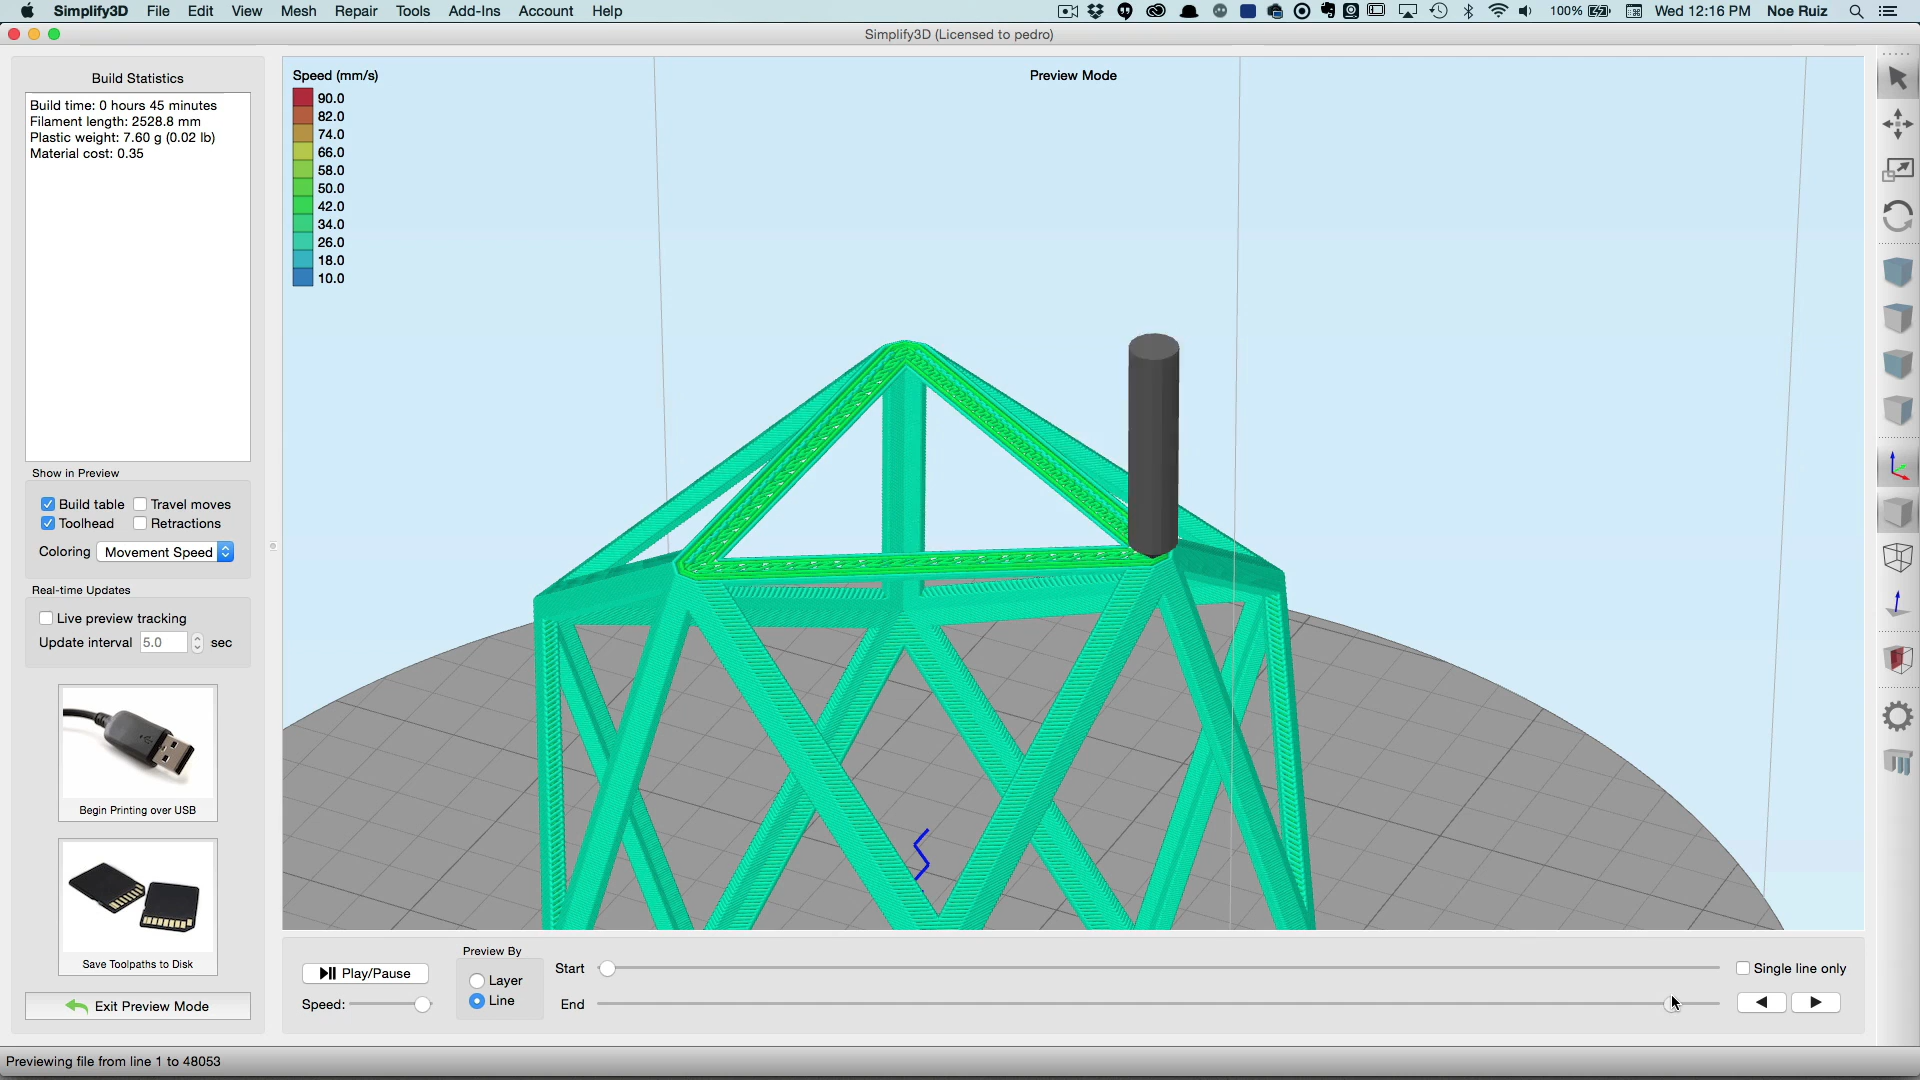 Simplify3D File Edit View Mesh Repair Tools Add-Ins Account Help 100% Wed 12:16 PM Noe Ruiz
Simplify3D (Licensed to pedro)
Build Statistics
Build time: 0 hours 45 minutes
Filament length: 2528.8 mm
Plastic weight: 7.60 g (0.02 lb)
Material cost: 0.35
Show in Preview
Build table Travel moves
Toolhead Retractions
Coloring Movement Speed
Real-time Updates
Live preview tracking
Update interval 5.0 sec
Begin Printing over USB
Save Toolpaths to Disk
Exit Preview Mode
Speed (mm/s)
90.0
82.0
74.0
66.0
58.0
50.0
42.0
34.0
26.0
18.0
10.0
Preview Mode
Play/Pause
Speed:
Preview By
Layer
Line
Start
End
Single line only
Previewing file from line 1 to 48053